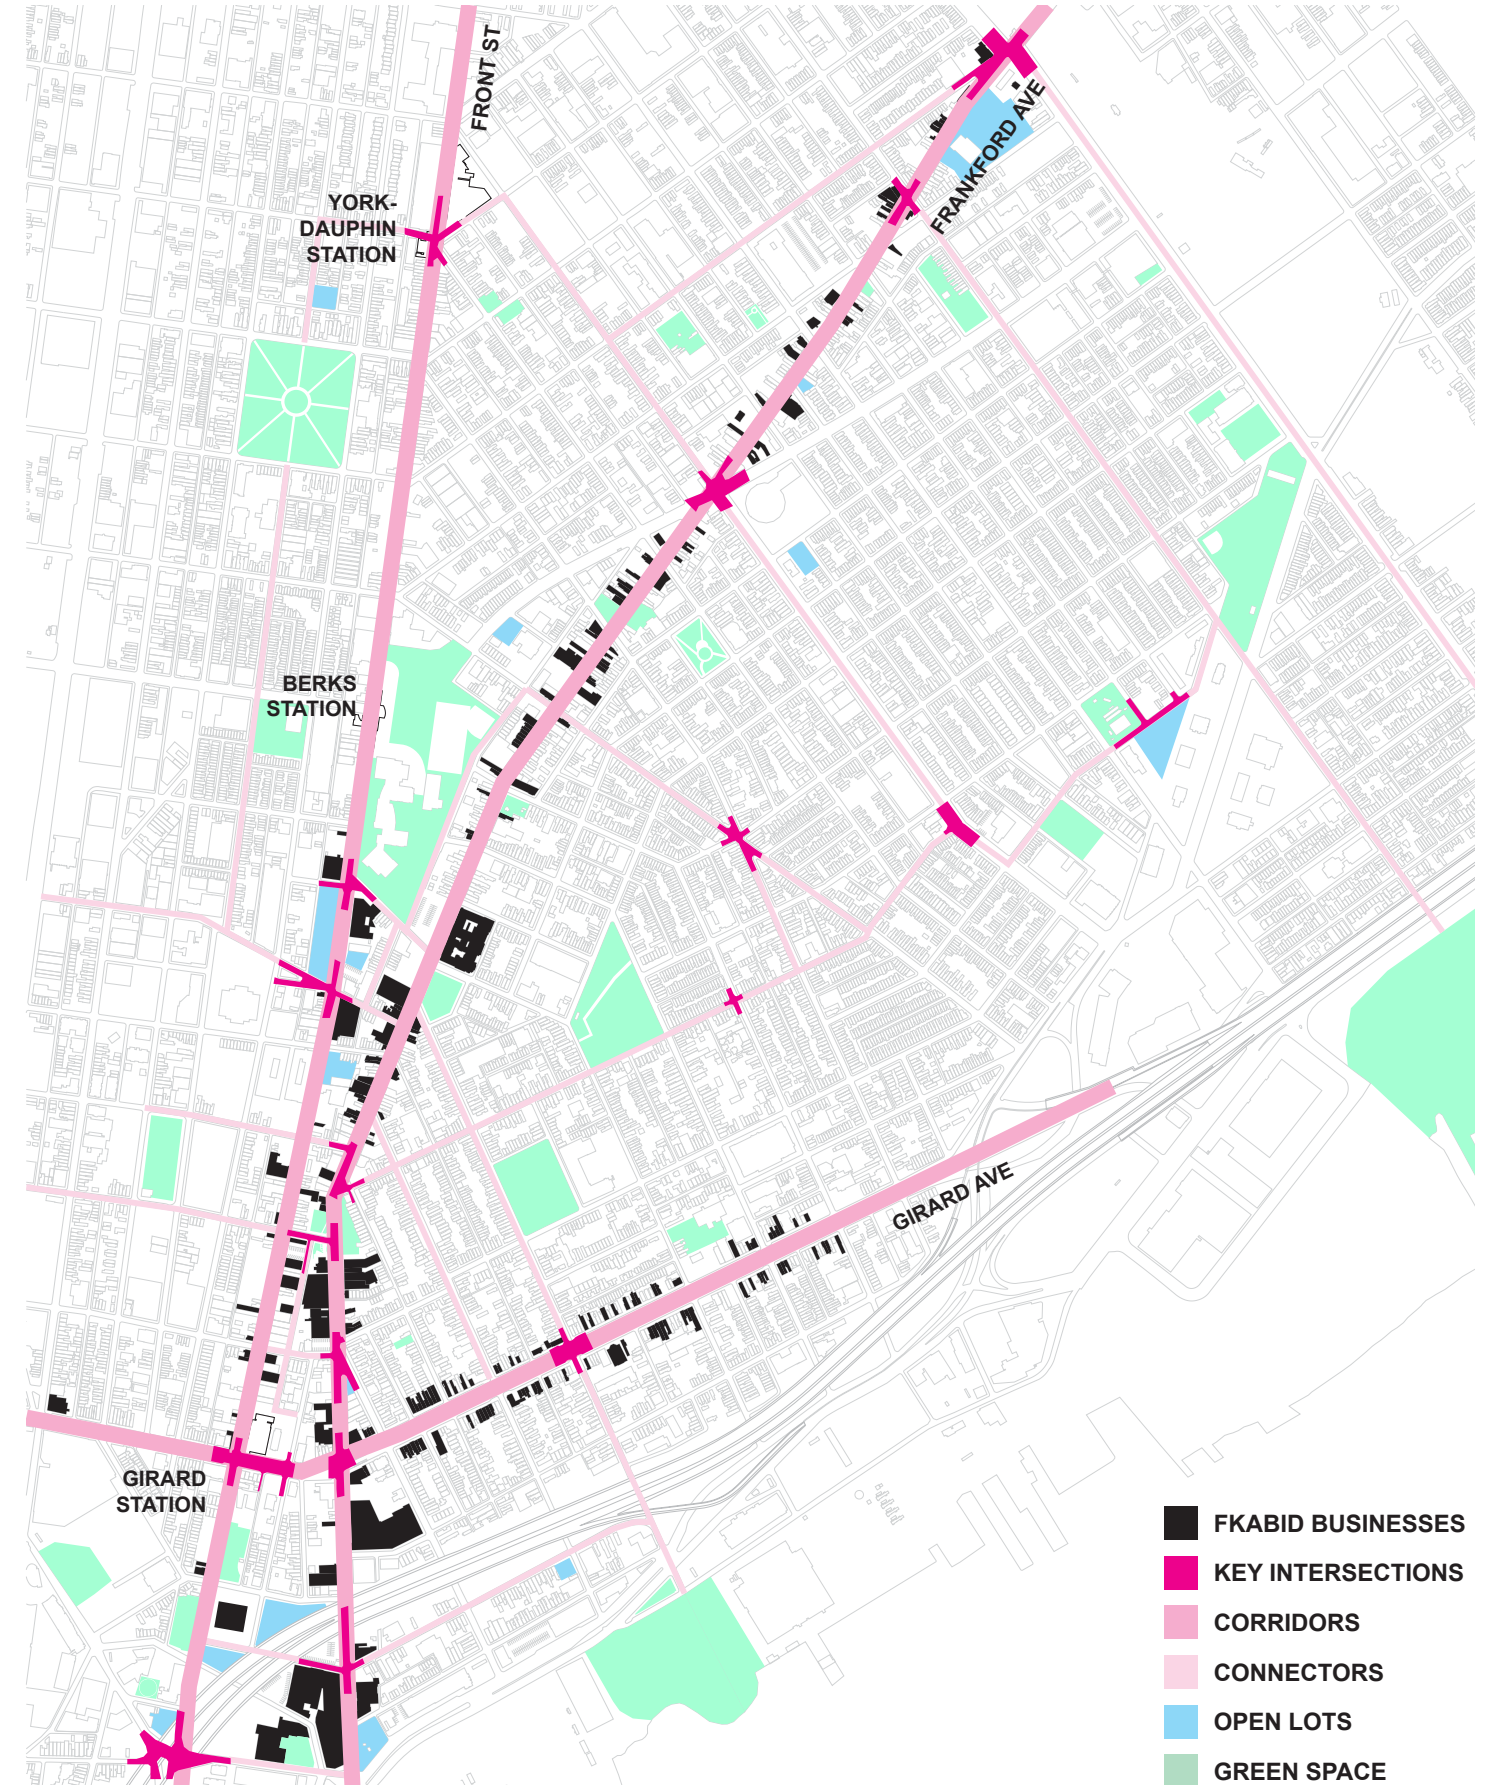 FRONT ST
FRANKFORD AVE
YORK-
DAUPHIN
STATION
BERKS
STATION
GIRARD AVE
GIRARD
STATION
FKABID BUSINESSES
KEY INTERSECTIONS
CORRIDORS
CONNECTORS
OPEN LOTS
GREEN SPACE